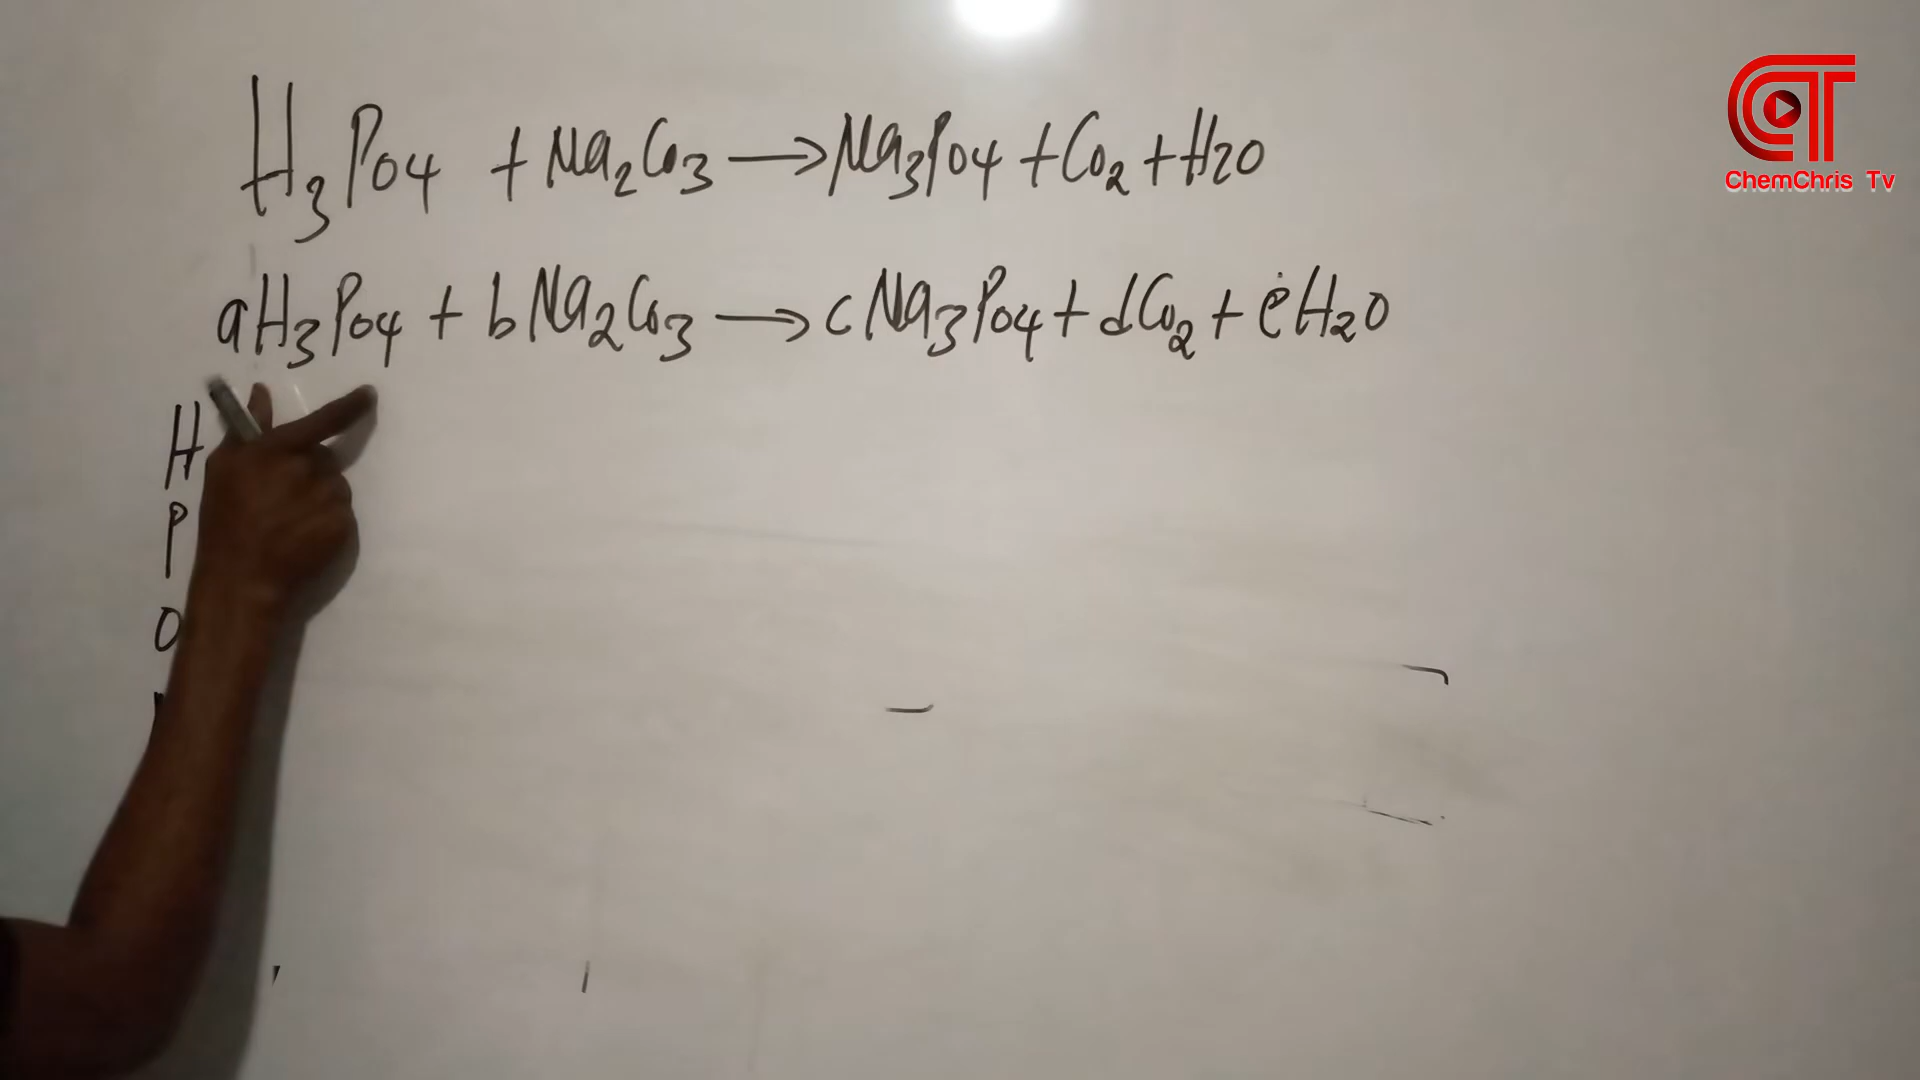 H₃PO₄ + Na₂CO₃ → Na₃PO₄ + CO₂ + H₂O
aH₃PO₄ + bNa₂CO₃ → cNa₃PO₄ + dCO₂ + eH₂O
H
P
O
ChemChris Tv